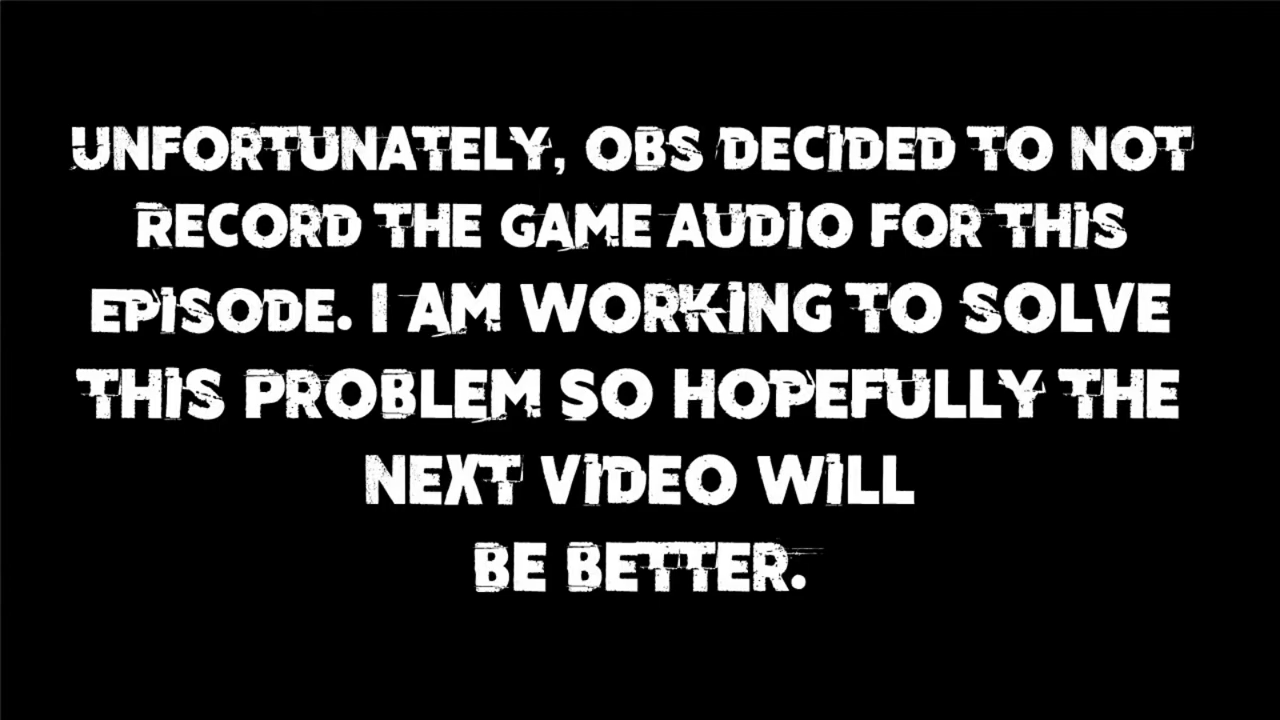 UNFORTUNATELY, OBS DECIDED TO NOT
RECORD THE GAME AUDIO FOR THIS
EPISODE. I AM WORKING TO SOLVE
THIS PROBLEM SO HOPEFULLY THE
NEXT VIDEO WILL
BE BETTER.